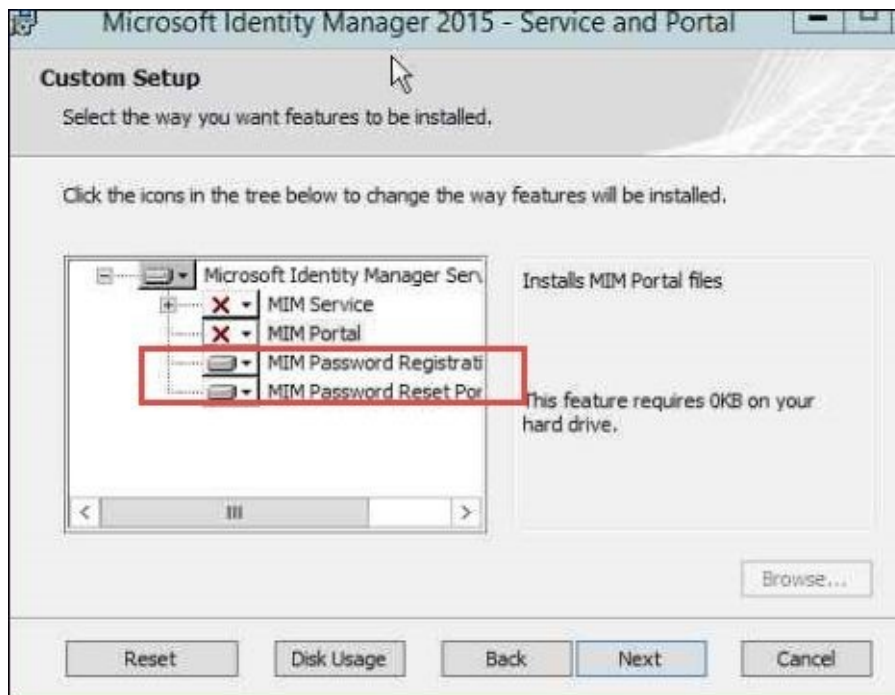 Microsoft Identity Manager 2015 - Service and Portal
Custom Setup
Select the way you want features to be installed.
Click the icons in the tree below to change the way features will be installed.
Microsoft Identity Manager Serv
MIM Service
MIM Portal
MIM Password Registrati
MIM Password Reset Por
Installs MIM Portal files
This feature requires 0KB on your
hard drive.
Browse...
Reset
Disk Usage
Back
Next
Cancel